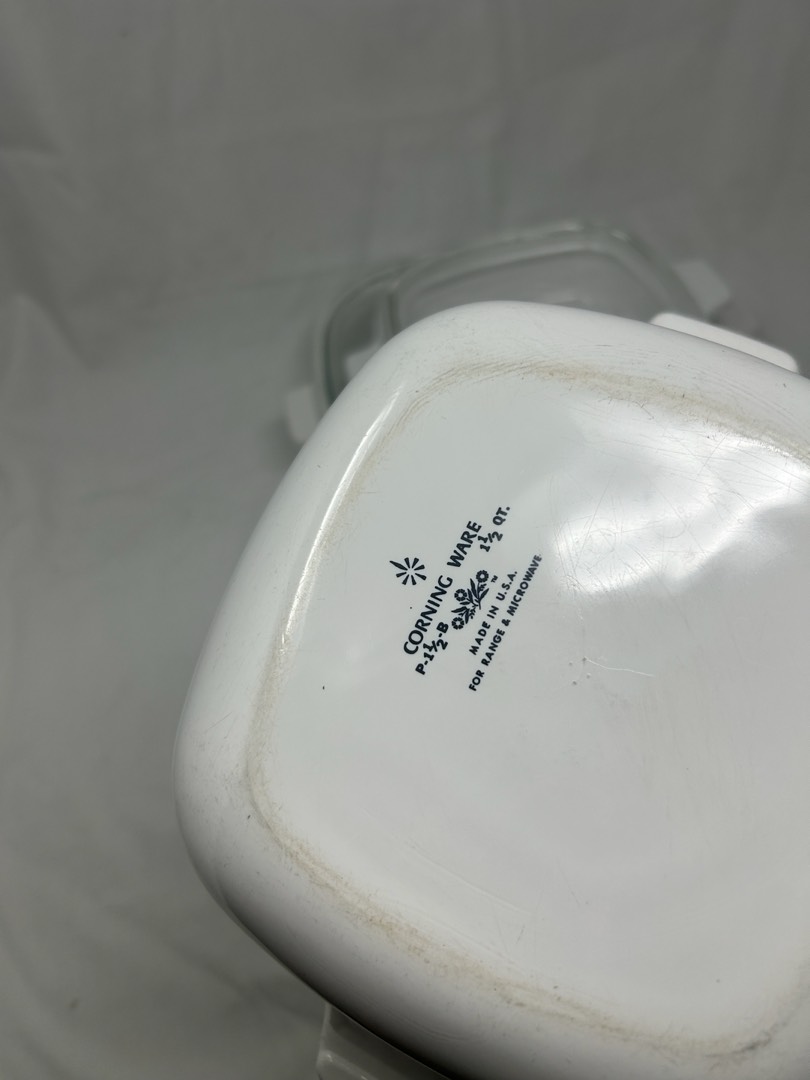 CORNING WARE
P-1½-B 1½ QT.
™
MADE IN U.S.A.
FOR RANGE & MICROWAVE